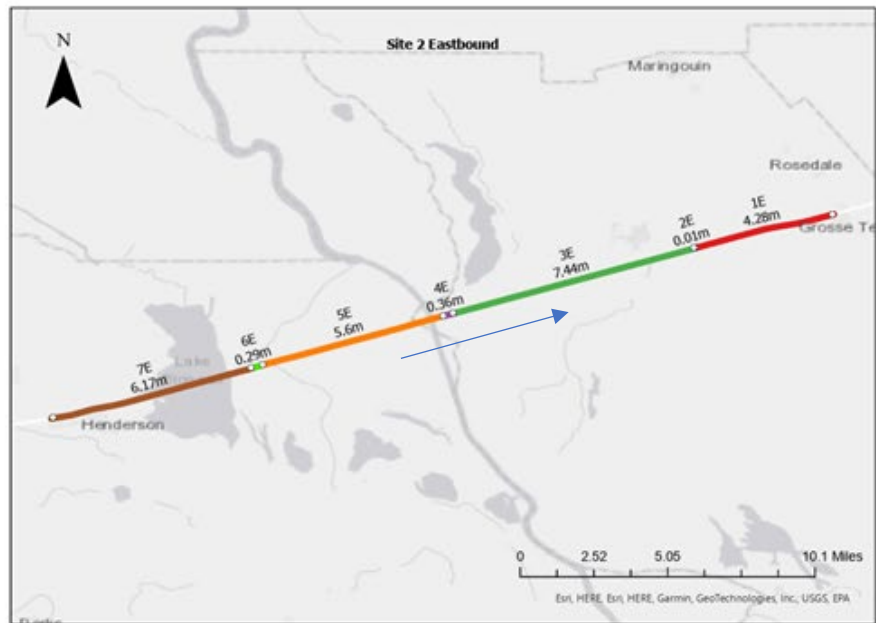 Site 2 Eastbound
N
Maringouin
Rosedale
1E
4.28m
Grosse Te
2E
0.01m
3E
7.44m
4E
0.36m
5E
5.6m
6E
0.29m
7E
6.17m
Lake
Henderson
0 2.52 5.05 10.1 Miles
Esri, HERE, Esri, HERE, Garmin, GeoTechnologies, Inc., USGS, EPA